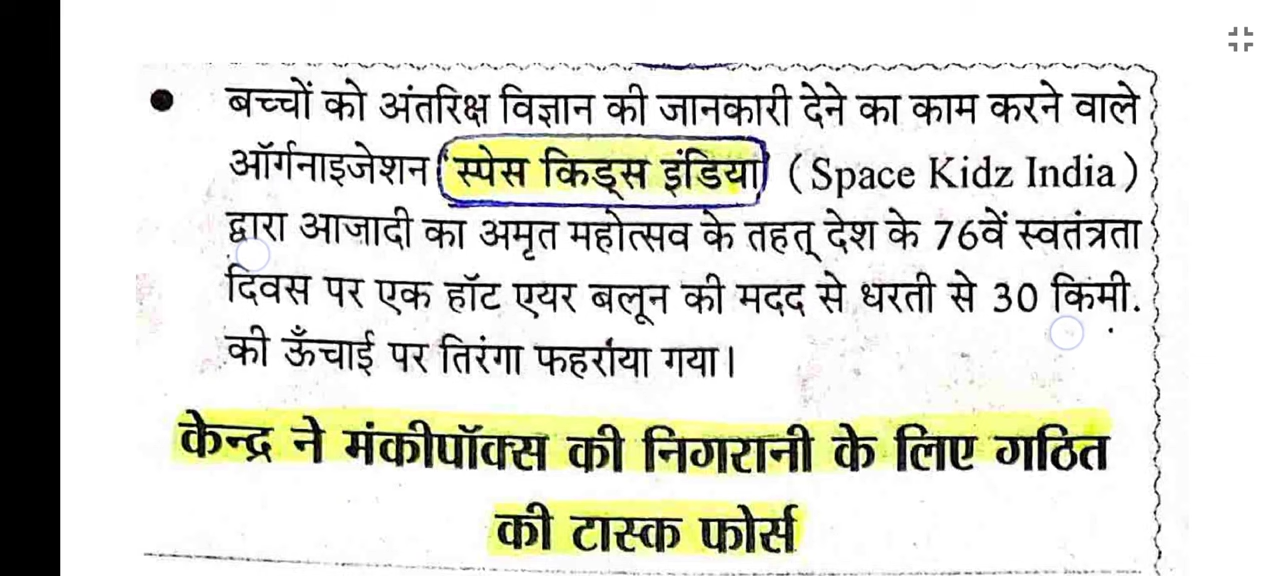 ● बच्चों को अंतरिक्ष विज्ञान की जानकारी देने का काम करने वाले
ऑर्गनाइजेशन स्पेस किड्स इंडिया (Space Kidz India)
द्वारा आजादी का अमृत महोत्सव के तहत् देश के 76वें स्वतंत्रता
दिवस पर एक हॉट एयर बलून की मदद से धरती से 30 किमी.
की ऊँचाई पर तिरंगा फहराया गया।
केन्द्र ने मंकीपॉक्स की निगरानी के लिए गठित
की टास्क फोर्स